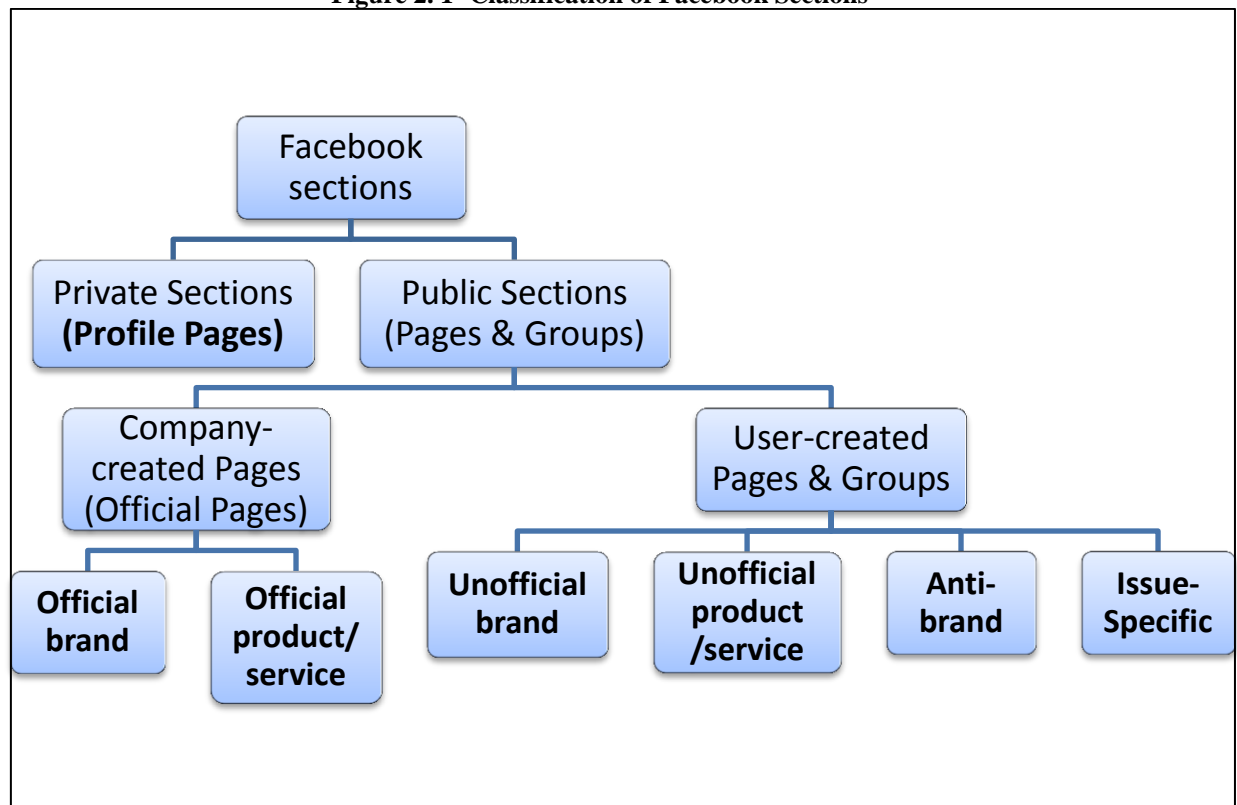 Figure 2. 1- Classification of Facebook Sections
Facebook
sections
Private Sections
(Profile Pages)
Public Sections
(Pages & Groups)
Company-
created Pages
(Official Pages)
User-created
Pages & Groups
Official
brand
Official
product/
service
Unofficial
brand
Unofficial
product
/service
Anti-
brand
Issue-
Specific